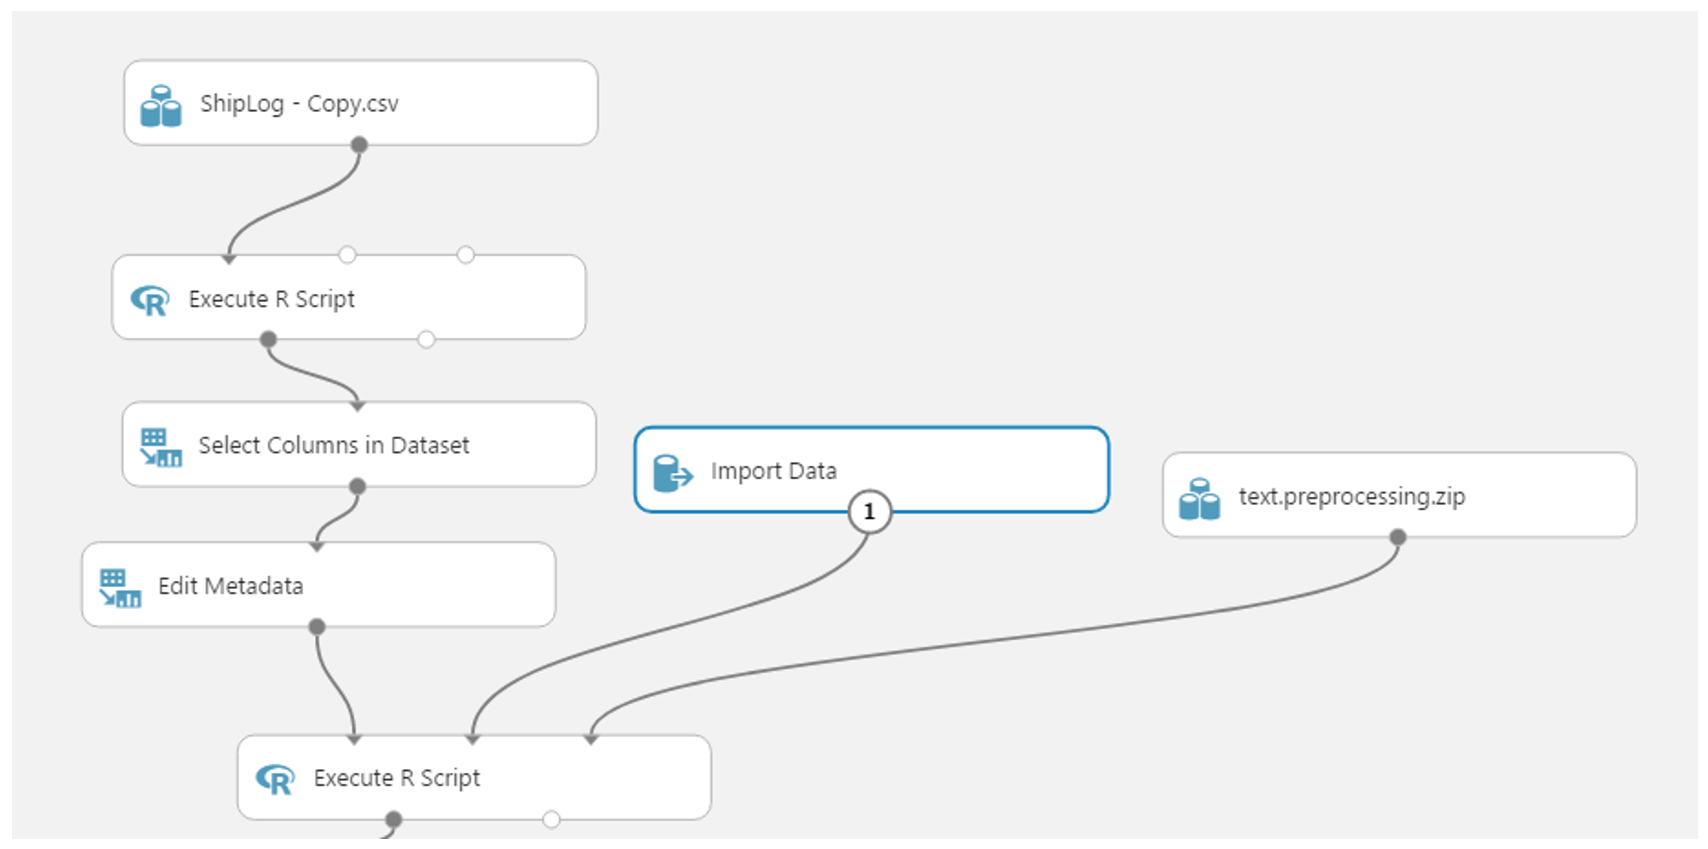 ShipLog - Copy.csv
Execute R Script
Select Columns in Dataset
Import Data
1
text.preprocessing.zip
Edit Metadata
Execute R Script